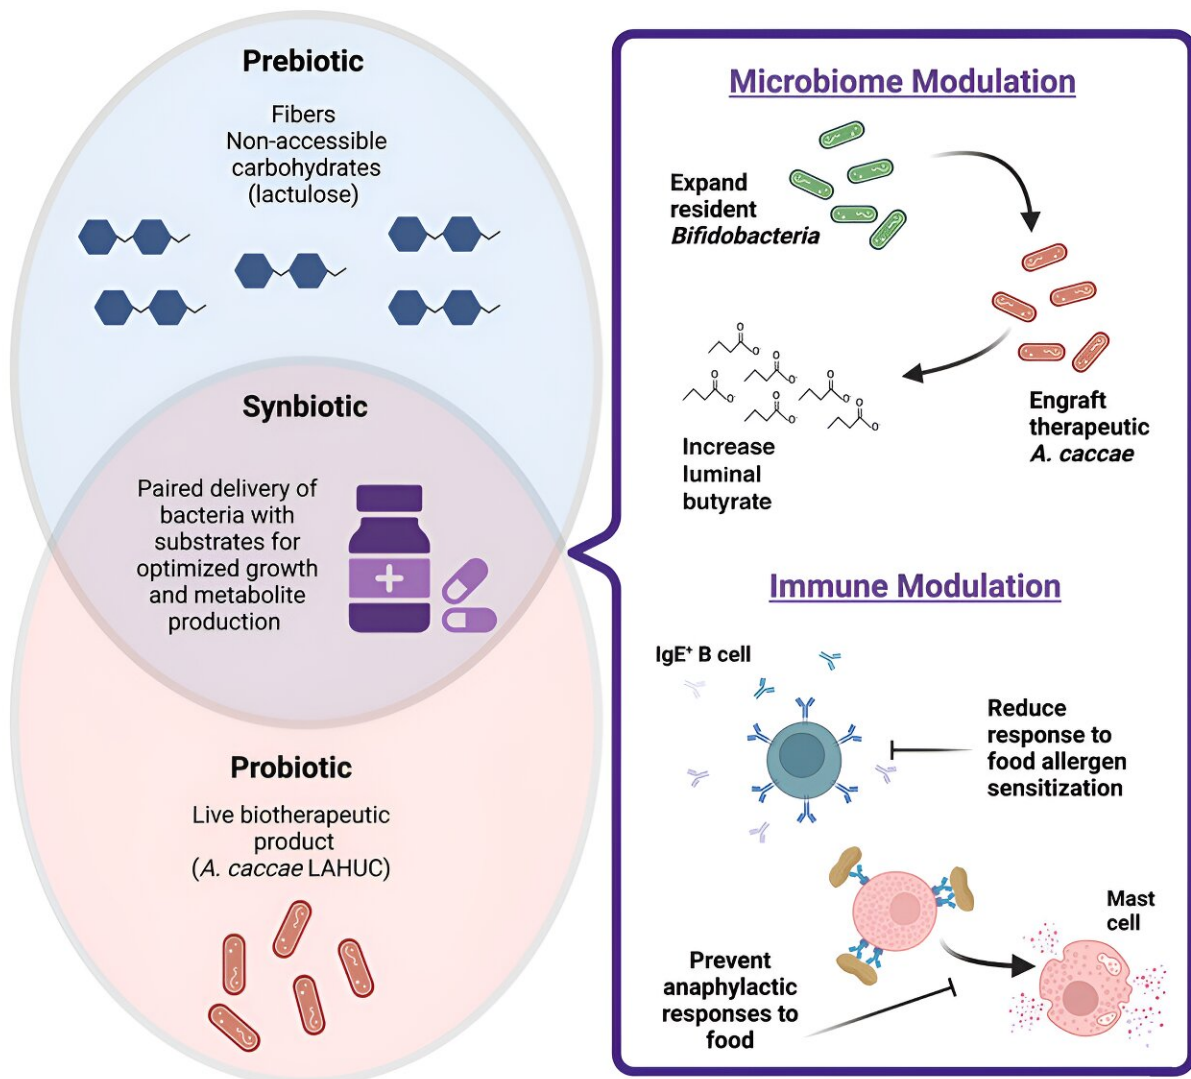 Prebiotic
Fibers
Non-accessible
carbohydrates
(lactulose)
Synbiotic
Paired delivery of
bacteria with
substrates for
optimized growth
and metabolite
production
Probiotic
Live biotherapeutic
product
(A. caccae LAHUC)
Microbiome Modulation
Expand
resident
Bifidobacteria
Engraft
therapeutic
A. caccae
O
O-
O
O-
O
O-
O
O-
O
O-
O
O-
Increase
luminal
butyrate
Immune Modulation
IgE⁺ B cell
Reduce
response to
food allergen
sensitization
Mast
cell
Prevent
anaphylactic
responses to
food